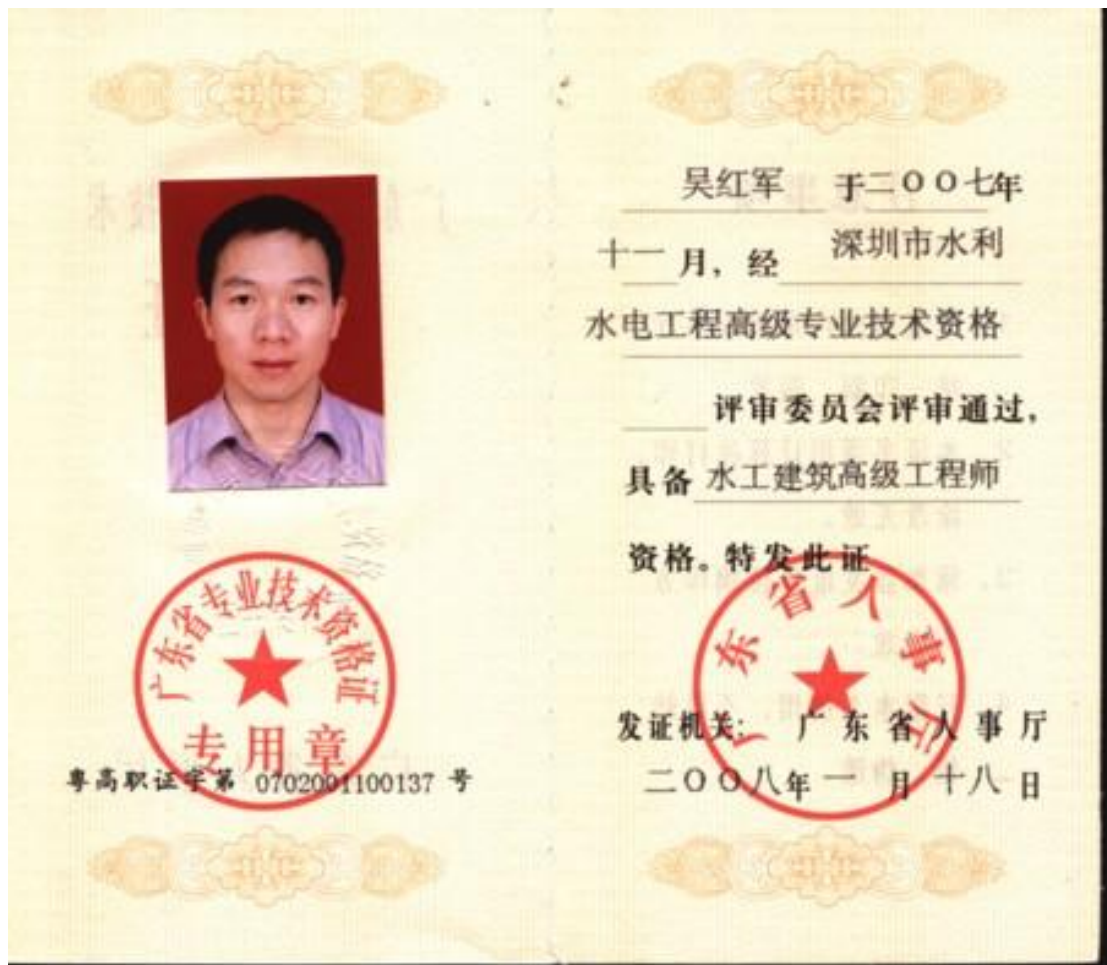 广东省专业技术资格证
专用章
粤高职证字第 0702001100137 号
吴红军 于二〇〇七年
十一月，经 深圳市水利
水电工程高级专业技术资格
评审委员会评审通过，
具备 水工建筑高级工程师
资格。特发此证
广东省人事厅
发证机关：广东省人事厅
二〇〇八年一月十八日